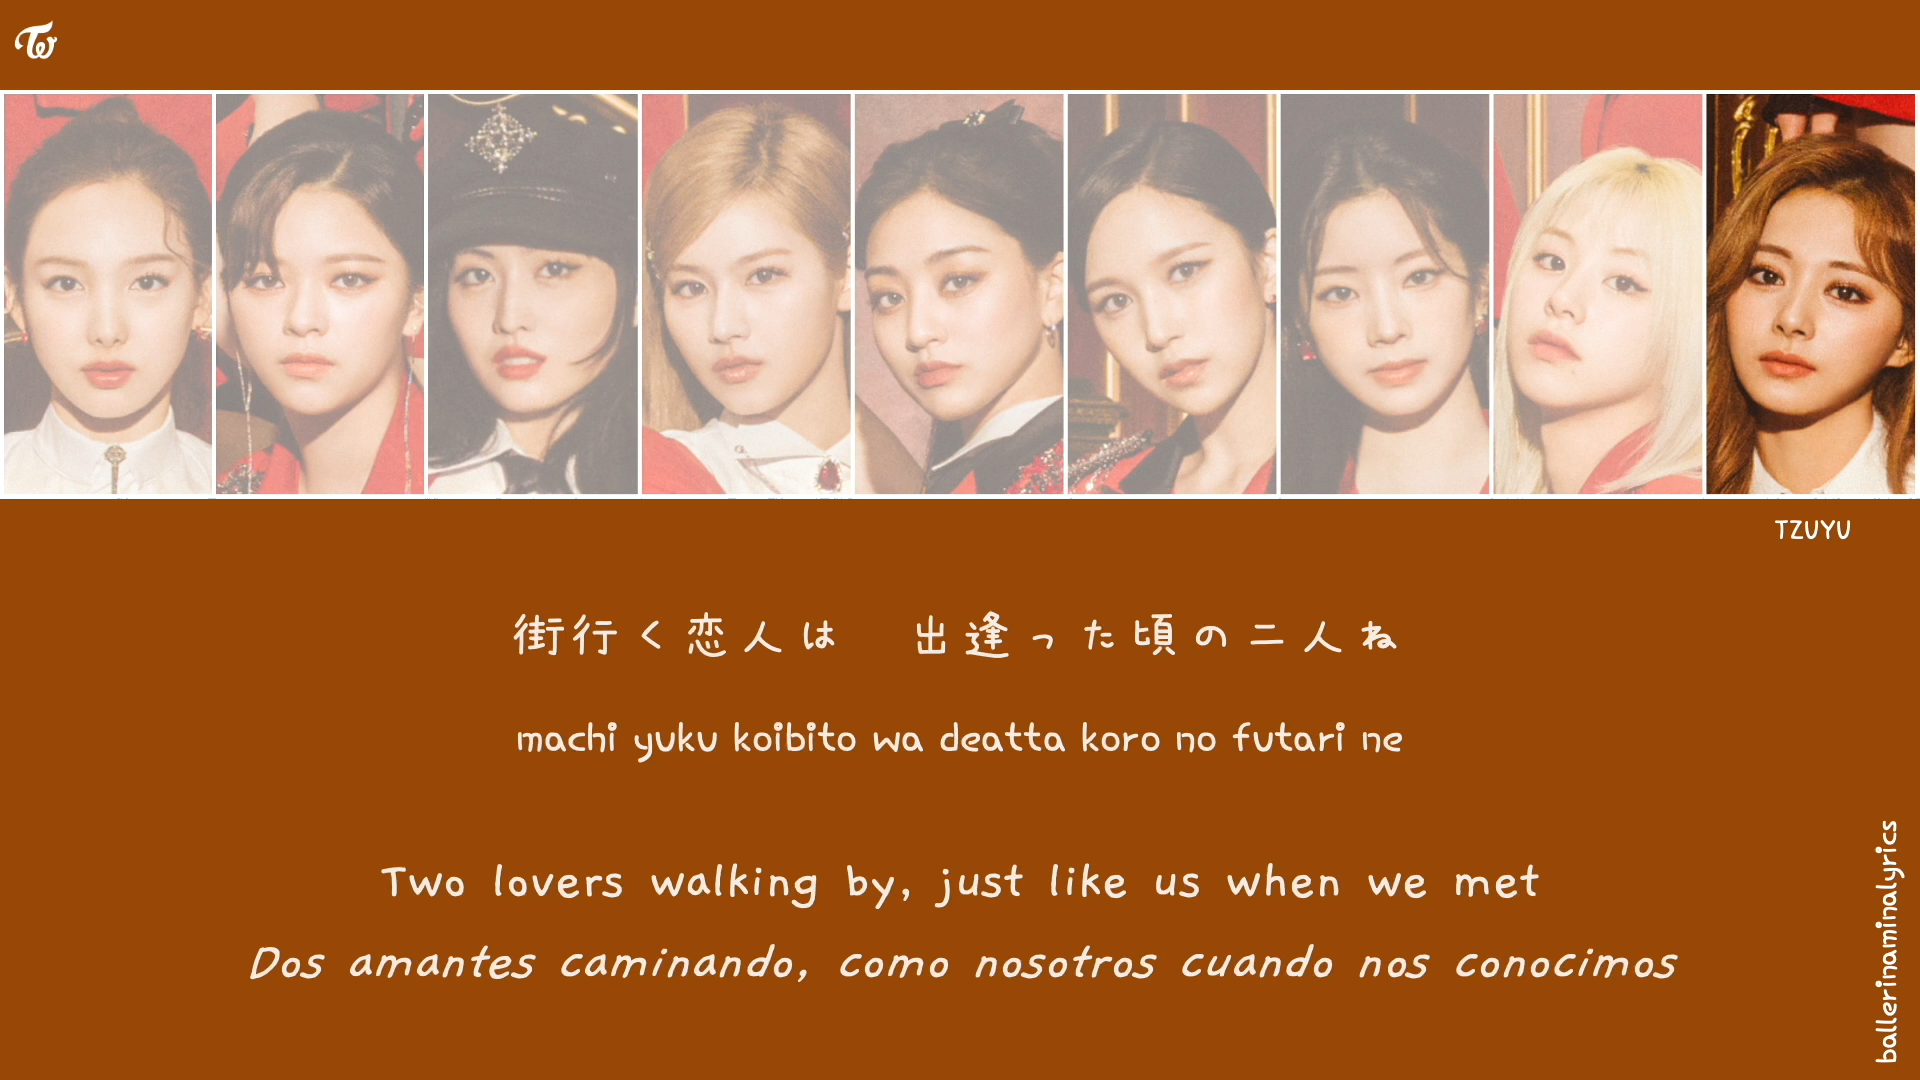 TW
TZUYU
街行く恋人は 出逢った頃の二人ね
machi yuku koibito wa deatta koro no futari ne
Two lovers walking by, just like us when we met
Dos amantes caminando, como nosotros cuando nos conocimos
ballerinaminalyrics